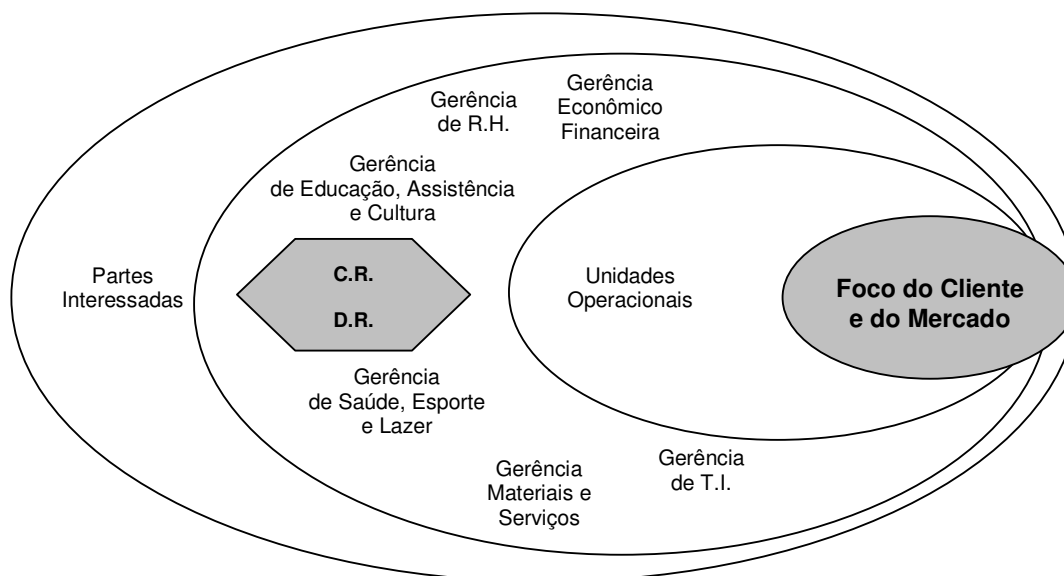 Gerência
de R.H.
Gerência
Econômico
Financeira
Gerência
de Educação, Assistência
e Cultura
Partes
Interessadas
C.R.
D.R.
Unidades
Operacionais
Foco do Cliente
e do Mercado
Gerência
de Saúde, Esporte
e Lazer
Gerência
Materiais e
Serviços
Gerência
de T.I.